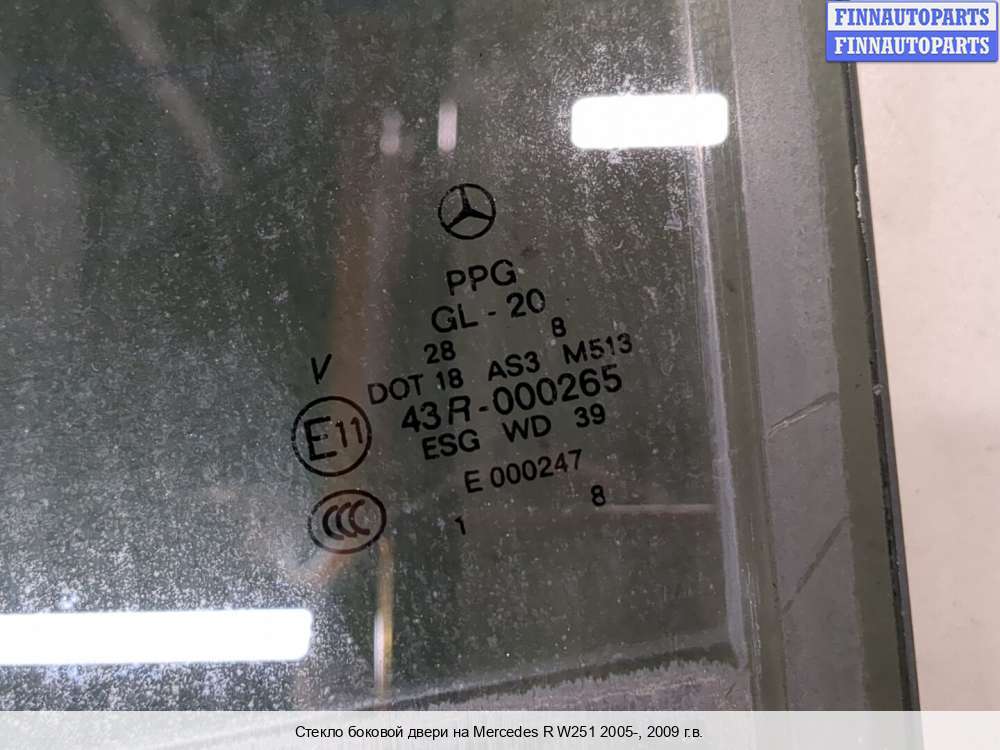 FINNAUTOPARTS
FINNAUTOPARTS
PPG
GL - 20
28 8
V DOT 18 AS3 M513
E11 43R-000265
ESG WD 39
E 000247
CCC 1 8
Стекло боковой двери на Mercedes R W251 2005-, 2009 г.в.